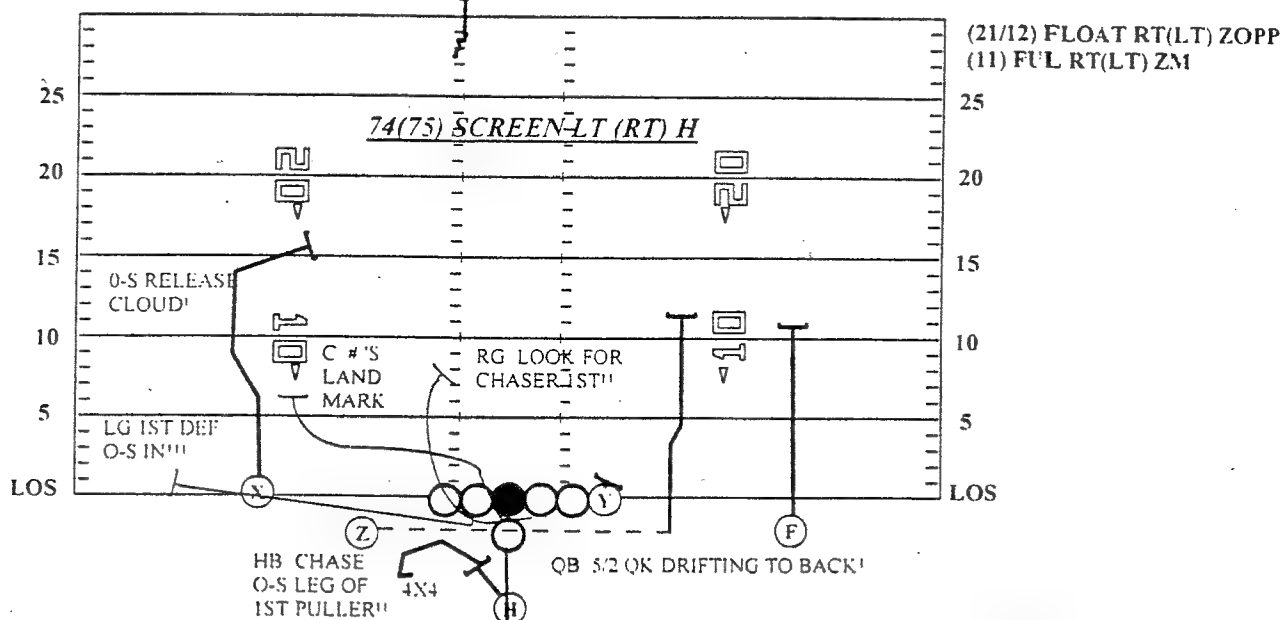 (21/12) FLOAT RT(LT) ZOPP
(11) FUL RT(LT) ZM
25
25
74(75) SCREEN LT (RT) H
20
20
20
20
15
15
0-S RELEASE
CLOUD!
10
10
10
10
C #'S
LAND
MARK
RG LOOK FOR
CHASER 1ST!!
5
5
LG 1ST DEF
O-S IN!!!
LOS
X
Y
LOS
Z
F
HB CHASE
O-S LEG OF
1ST PULLER!!
4X4
QB 5/2 QK DRIFTING TO BACK!
H